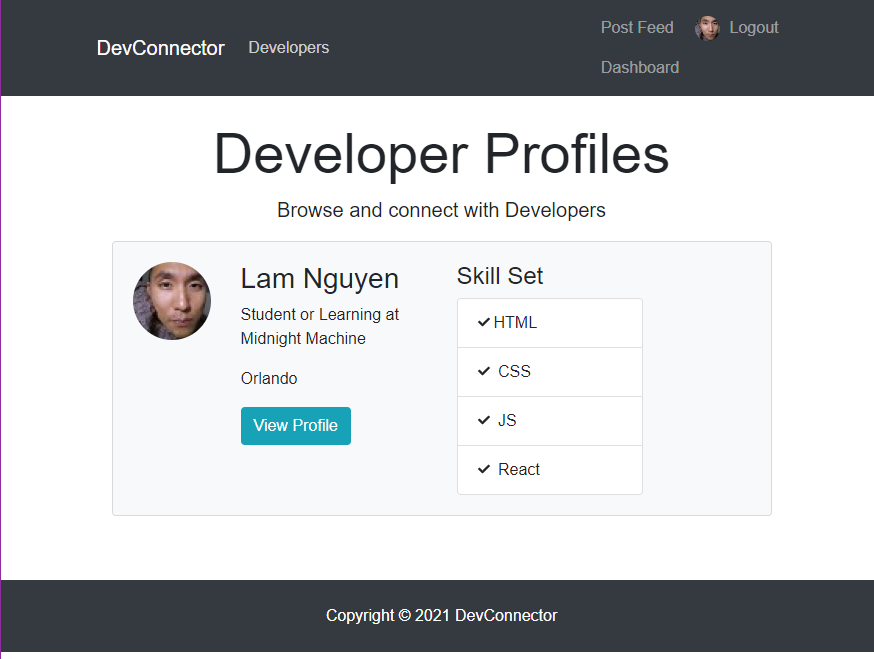 DevConnector Developers
Post Feed Logout
Dashboard
Developer Profiles
Browse and connect with Developers
Lam Nguyen
Student or Learning at
Midnight Machine
Orlando
View Profile
Skill Set
HTML
CSS
JS
React
Copyright © 2021 DevConnector